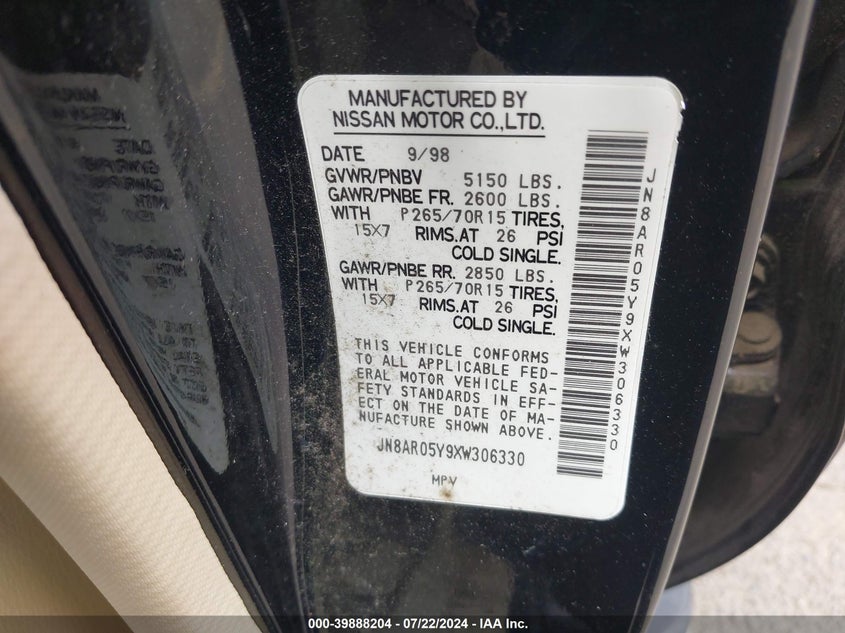 MANUFACTURED BY
NISSAN MOTOR CO.,LTD.
DATE 9/98
GVWR/PNBV 5150 LBS.
GAWR/PNBE FR. 2600 LBS.
WITH P265/70R15 TIRES,
15X7 RIMS.AT 26 PSI
COLD SINGLE.
GAWR/PNBE RR. 2850 LBS.
WITH P265/70R15 TIRES,
15X7 RIMS.AT 26 PSI
COLD SINGLE.
THIS VEHICLE CONFORMS
TO ALL APPLICABLE FED-
ERAL MOTOR VEHICLE SA-
FETY STANDARDS IN EFF-
ECT ON THE DATE OF MA-
NUFACTURE SHOWN ABOVE.
JN8AR05Y9XW306330
MPV
JN8AR05Y9XW306330
000-39888204 - 07/22/2024 - IAA Inc.